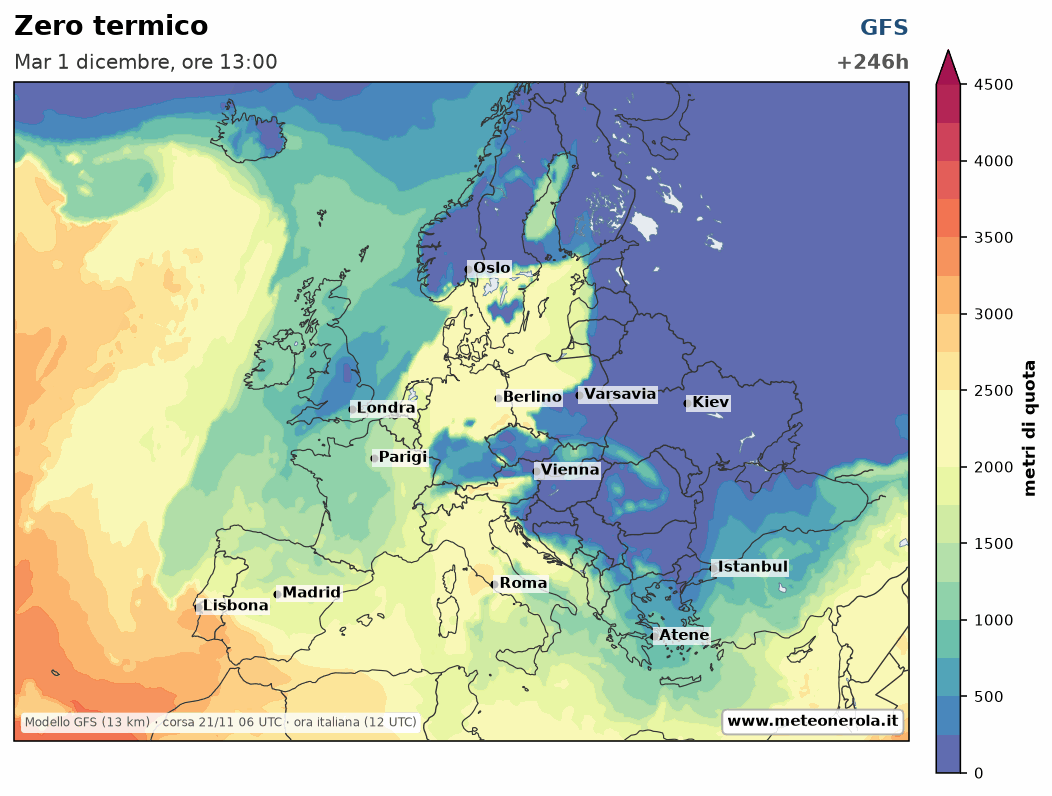 Zero termico
GFS
Mar 1 dicembre, ore 13:00
+246h
4500
4000
3500
3000
2500
2000
1500
1000
500
0
metri di quota
Oslo
Berlino
Varsavia
Kiev
Londra
Parigi
Vienna
Istanbul
Roma
Madrid
Lisbona
Atene
Modello GFS (13 km) · corsa 21/11 06 UTC · ora italiana (12 UTC)
www.meteonerola.it